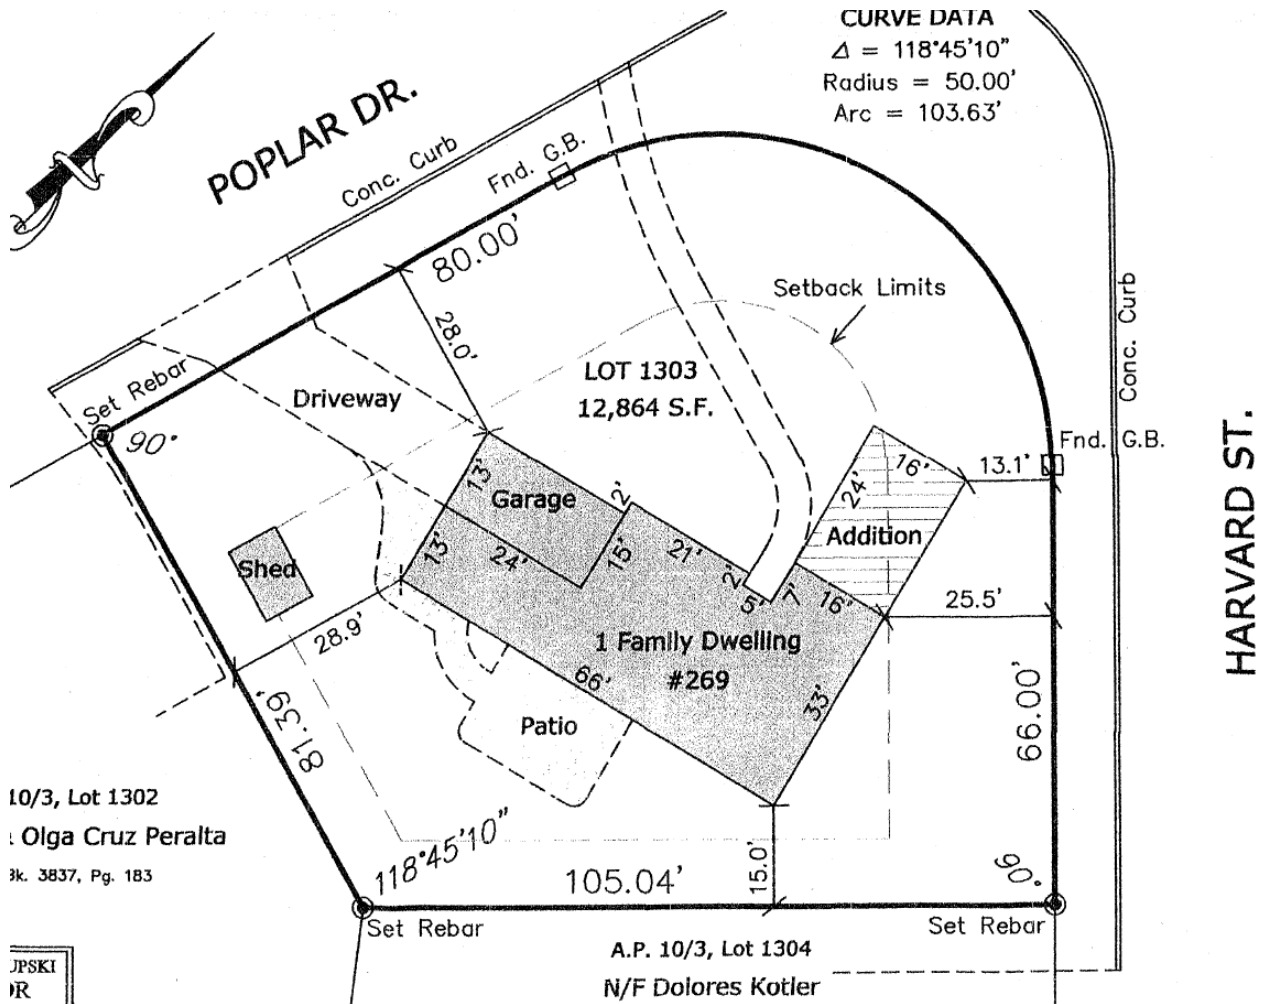 CURVE DATA
Δ = 118°45'10"
Radius = 50.00'
Arc = 103.63'
POPLAR DR.
Conc. Curb
Fnd. G.B.
80.00'
Setback Limits
Conc. Curb
28.0'
LOT 1303
12,864 S.F.
Set Rebar
Driveway
90°
Fnd. G.B.
HARVARD ST.
13.1'
16'
24'
13'
Garage
2'
Addition
13'
24'
15'
21'
2'
5'
7'
16'
Shed
25.5'
28.9'
1 Family Dwelling
#269
66'
33'
66.00'
81.39'
Patio
10/3, Lot 1302
Olga Cruz Peralta
Bk. 3837, Pg. 183
118°45'10"
105.04'
15.0'
90°
Set Rebar
Set Rebar
A.P. 10/3, Lot 1304
N/F Dolores Kotler
UPSKI
OR